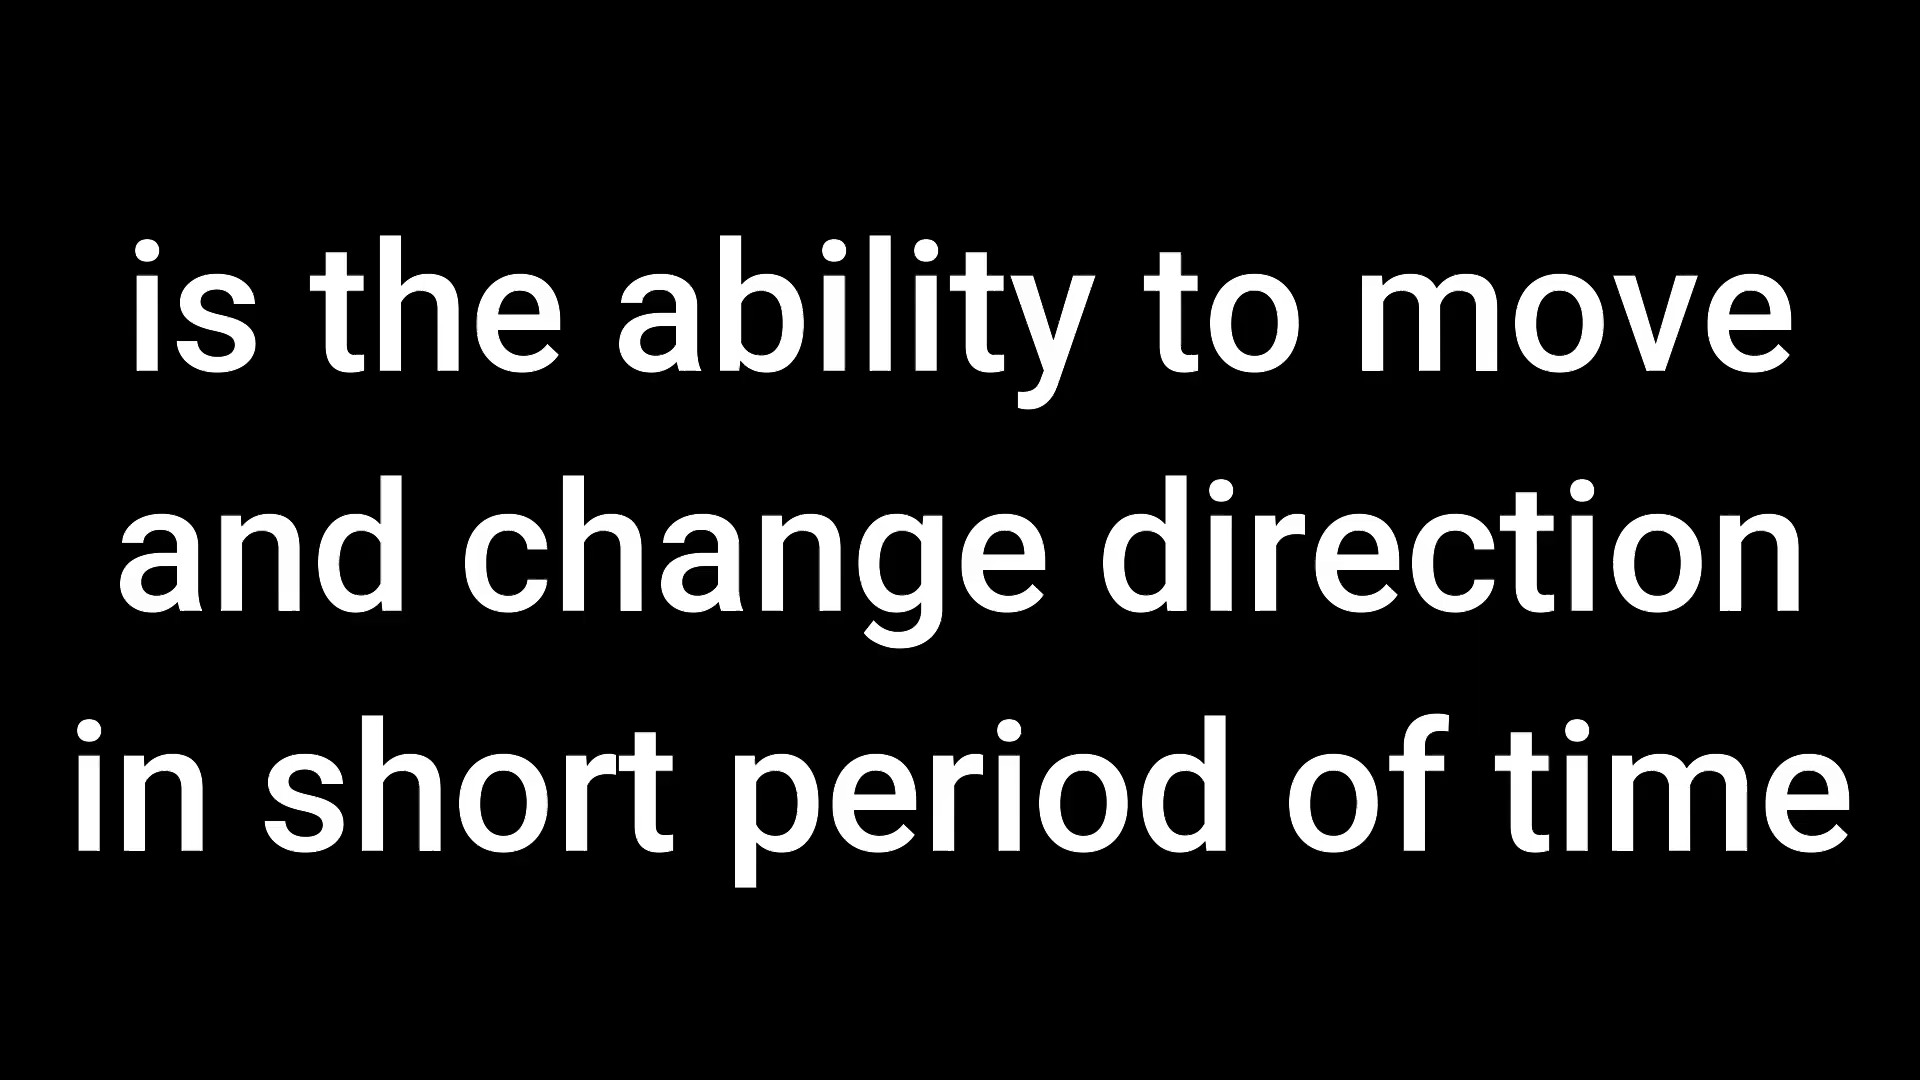 is the ability to move
and change direction
in short period of time